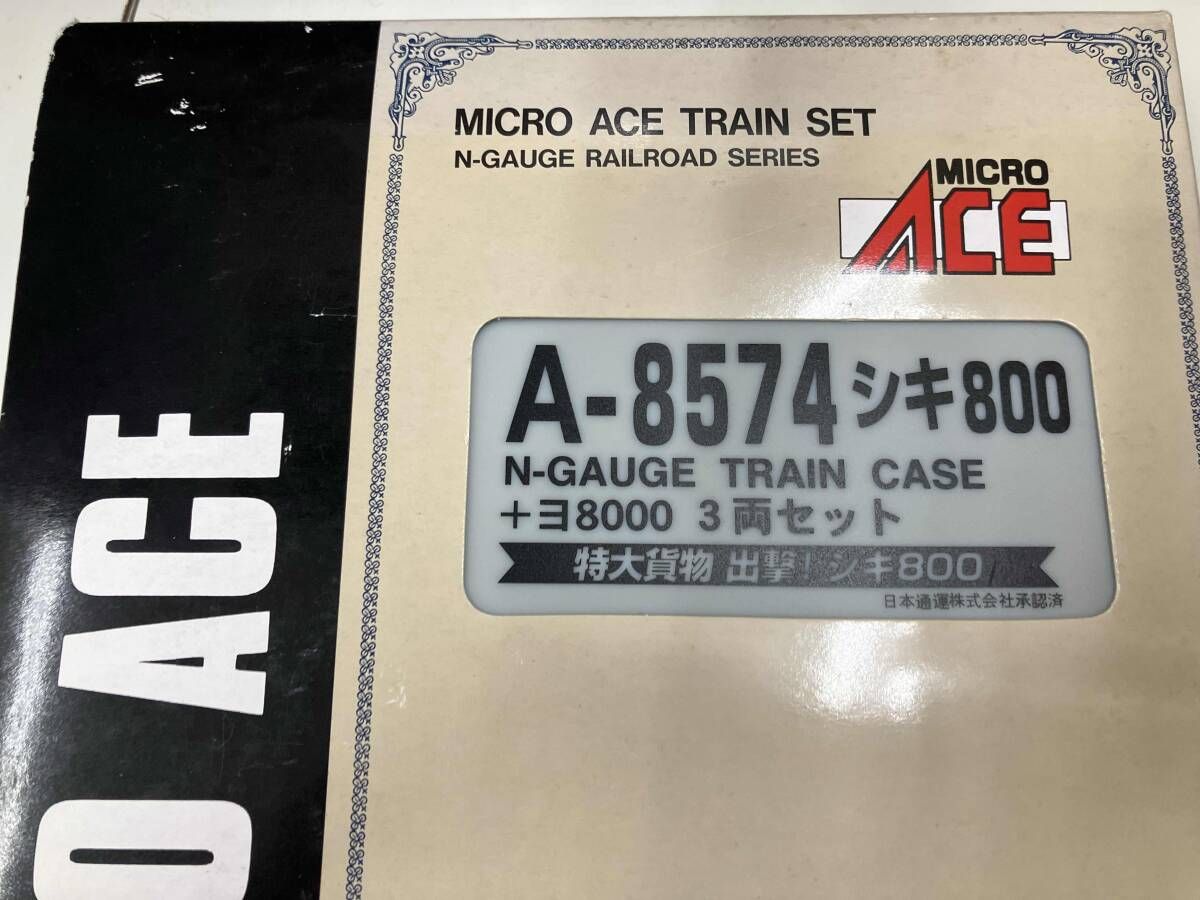 MICRO ACE TRAIN SET
N-GAUGE RAILROAD SERIES
MICRO
ACE
A-8574 シキ800
N-GAUGE TRAIN CASE
+ヨ8000 3両セット
特大貨物 出撃!シキ800
日本通運株式会社承認済
O ACE